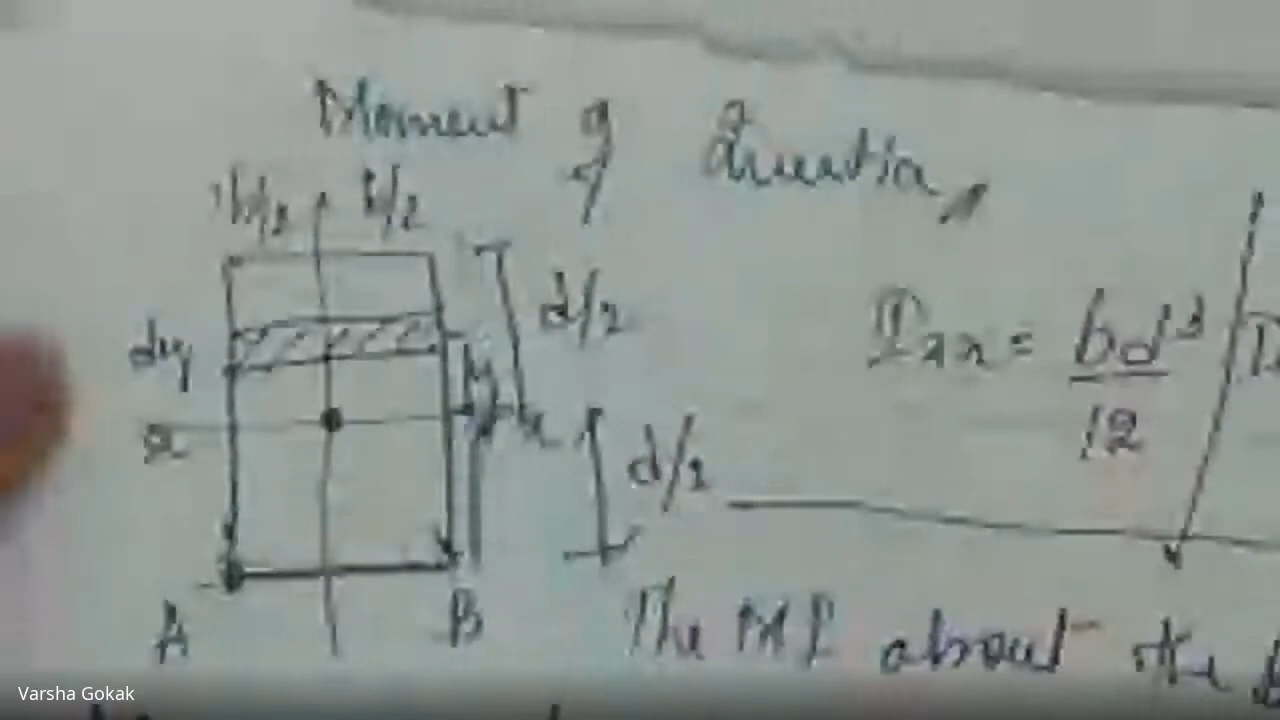 Moment of Inertia,
b/2 b/2
d/2
dy
y
Ixx = bd³
12
x x
d/2
A B
The MI about the
Varsha Gokak